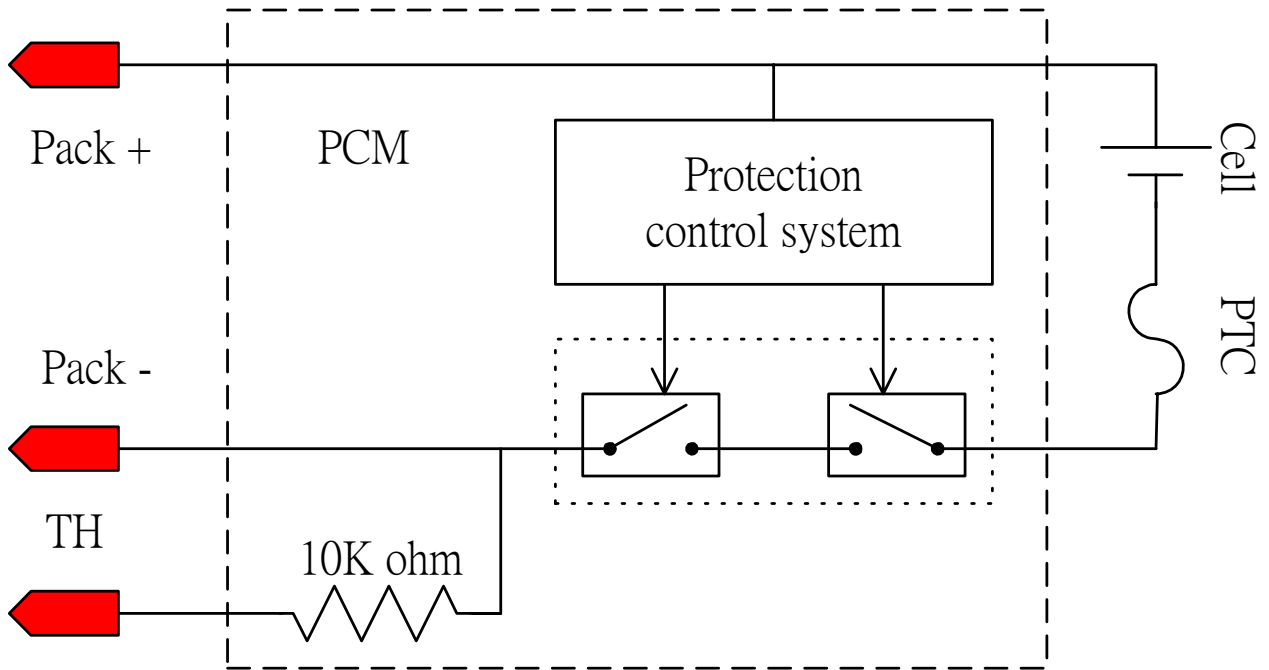 Pack +
PCM
Protection
control system
Cell
PTC
Pack -
TH
10K ohm